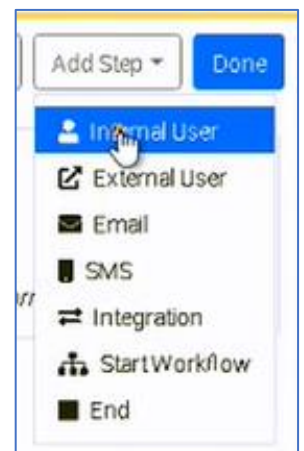 Add Step Done
Internal User
External User
Email
SMS
Integration
Start Workflow
End